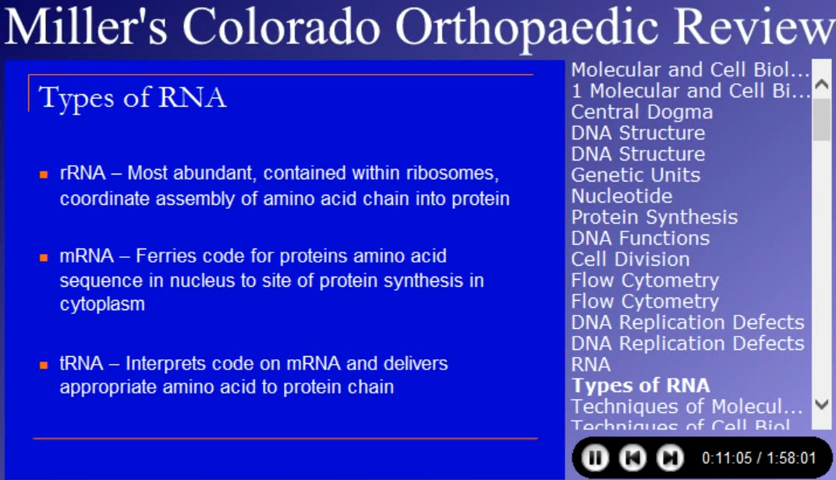 Miller's Colorado Orthopaedic Review
Types of RNA
rRNA – Most abundant, contained within ribosomes,
coordinate assembly of amino acid chain into protein
mRNA – Ferries code for proteins amino acid
sequence in nucleus to site of protein synthesis in
cytoplasm
tRNA – Interprets code on mRNA and delivers
appropriate amino acid to protein chain
Molecular and Cell Biol...
1 Molecular and Cell Bi...
Central Dogma
DNA Structure
DNA Structure
Genetic Units
Nucleotide
Protein Synthesis
DNA Functions
Cell Division
Flow Cytometry
Flow Cytometry
DNA Replication Defects
DNA Replication Defects
RNA
Types of RNA
Techniques of Molecul...
Techniques of Cell Biol...
0:11:05 / 1:58:01